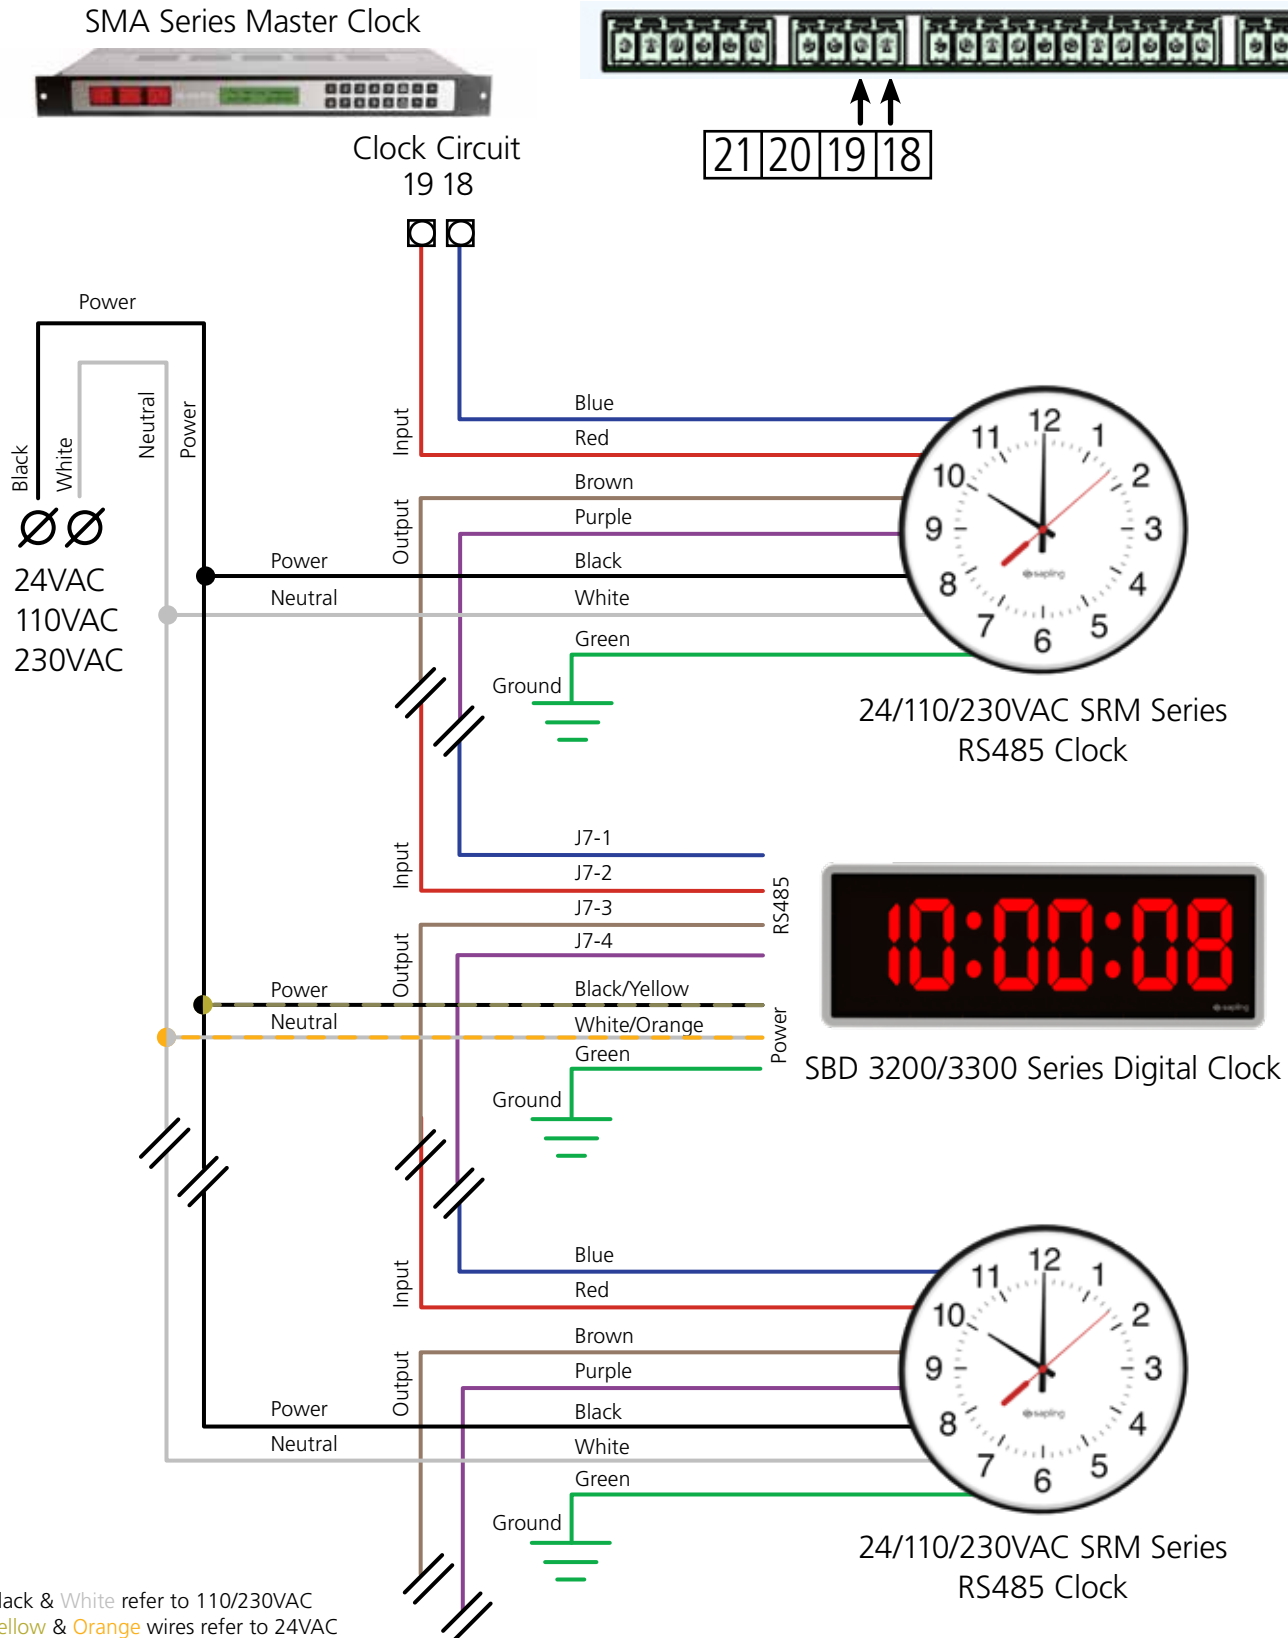 SMA Series Master Clock
Clock Circuit
19 18
21 20 19 18
Power
Black
White
Neutral
Power
24VAC
110VAC
230VAC
Input
Blue
Red
Output
Brown
Purple
Power
Black
Neutral
White
Green
Ground
12
1
2
3
4
5
6
7
8
9
10
11
sapling
24/110/230VAC SRM Series
RS485 Clock
Input
J7-1
J7-2
J7-3
J7-4
RS485
Output
Power
Black/Yellow
Neutral
White/Orange
Green
Power
Ground
10:00:08
sapling
SBD 3200/3300 Series Digital Clock
Input
Blue
Red
Output
Brown
Purple
Power
Black
Neutral
White
Green
Ground
12
1
2
3
4
5
6
7
8
9
10
11
sapling
24/110/230VAC SRM Series
RS485 Clock
lack & White refer to 110/230VAC
ellow & Orange wires refer to 24VAC